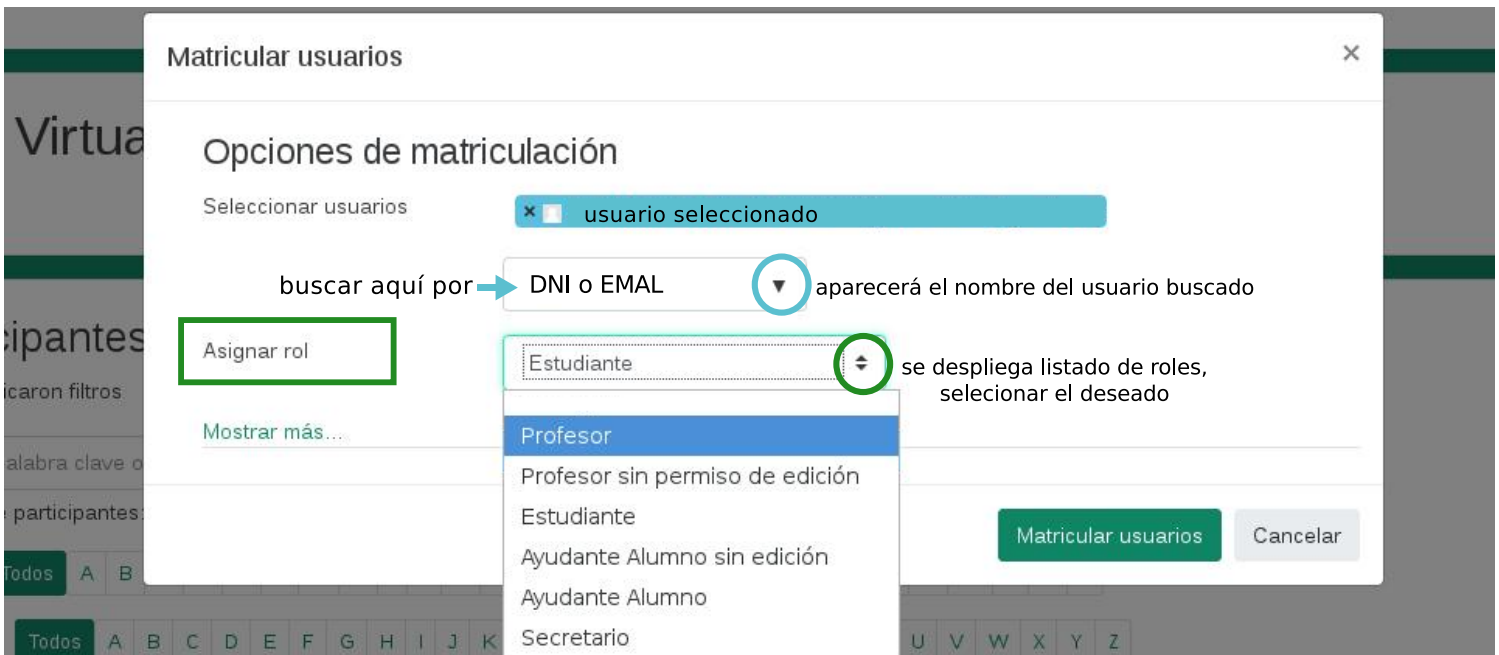 Matricular usuarios ×
Virtua
Opciones de matriculación
Seleccionar usuarios
× usuario seleccionado
buscar aquí por DNI o EMAL ▼ aparecerá el nombre del usuario buscado
cipantes
Asignar rol
Estudiante
se despliega listado de roles,
selecionar el deseado
icaron filtros
Mostrar más...
Profesor
alabra clave o
Profesor sin permiso de edición
participantes:
Estudiante
Matricular usuarios Cancelar
Ayudante Alumno sin edición
Todos A B
Ayudante Alumno
Secretario
Todos A B C D E F G H I J K U V W X Y Z